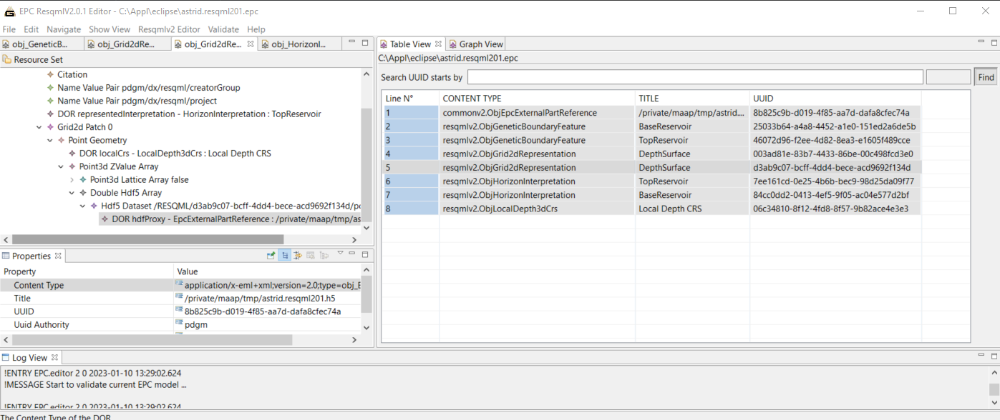 EPC ResqmlV2.0.1 Editor - C:\Appl\eclipse\astrid.resqml201.epc
File Edit Navigate Show View Resqmlv2 Editor Validate Help
obj_GeneticB... obj_Grid2dRe... obj_Grid2dRe... obj_HorizonI...
Resource Set
Citation
Name Value Pair pdgm/dx/resqml/creatorGroup
Name Value Pair pdgm/dx/resqml/project
DOR representedInterpretation - HorizonInterpretation : TopReservoir
Grid2d Patch 0
Point Geometry
DOR localCrs - LocalDepth3dCrs : Local Depth CRS
Point3d ZValue Array
Point3d Lattice Array false
Double Hdf5 Array
Hdf5 Dataset /RESQML/d3ab9c07-bcff-4dd4-bece-acd9692f134d/po
DOR hdfProxy - EpcExternalPartReference : /private/maap/tmp/as
Properties
Property Value
Content Type application/x-eml+xml;version=2.0;type=obj_E
Title /private/maap/tmp/astrid.resqml201.h5
UUID 8b825c9b-d019-4f85-aa7d-dafa8cfec74a
Uuid Authority pdgm
Table View Graph View
C:\Appl\eclipse\astrid.resqml201.epc
Search UUID starts by Find
Line N° CONTENT TYPE TITLE UUID
1 commonv2.ObjEpcExternalPartReference /private/maap/tmp/astrid.... 8b825c9b-d019-4f85-aa7d-dafa8cfec74a
2 resqmlv2.ObjGeneticBoundaryFeature BaseReservoir 25033b64-a4a8-4452-a1e0-151ed2a6de5b
3 resqmlv2.ObjGeneticBoundaryFeature TopReservoir 46072d96-f2ee-4d82-8ea3-e1605f489cce
4 resqmlv2.ObjGrid2dRepresentation DepthSurface 003ad81e-83b7-4433-86be-00c498fcd3e0
5 resqmlv2.ObjGrid2dRepresentation DepthSurface d3ab9c07-bcff-4dd4-bece-acd9692f134d
6 resqmlv2.ObjHorizonInterpretation TopReservoir 7ee161cd-0e25-4b6b-bec9-98d25da09f77
7 resqmlv2.ObjHorizonInterpretation BaseReservoir 84cc0dd2-0413-4ef5-9f05-ac04e577d2bf
8 resqmlv2.ObjLocalDepth3dCrs Local Depth CRS 06c34810-8f12-4fd8-8f57-9b82ace4e3e3
Log View
!ENTRY EPC.editor 2 0 2023-01-10 13:29:02.624
!MESSAGE Start to validate current EPC model ...
!ENTRY EPC.editor 2 0 2023-01-10 13:29:02.624
The Content Type of the DOR